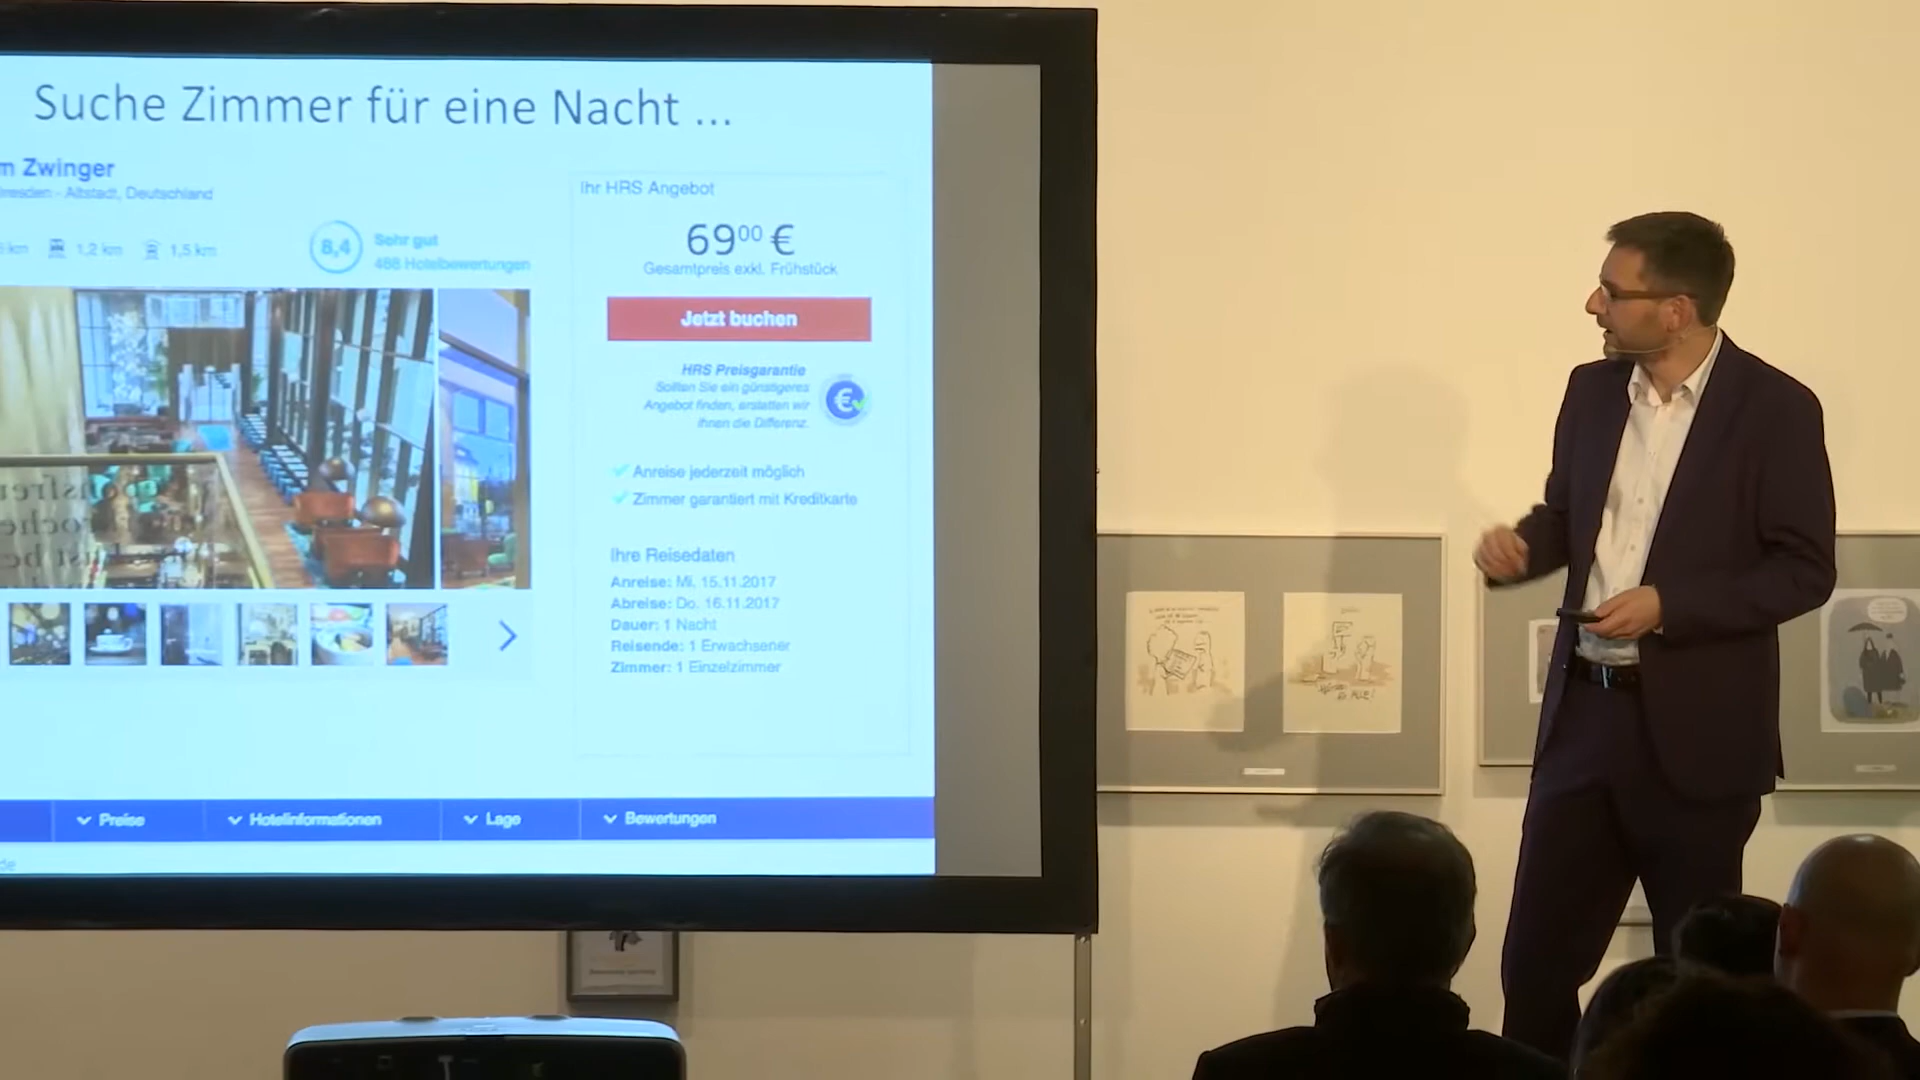 Suche Zimmer für eine Nacht ...
m Zwinger
resden - Altstadt, Deutschland
km 1,2 km 1,5 km
8,4
Sehr gut
488 Hotelbewertungen
Ihr HRS Angebot
69⁰⁰ €
Gesamtpreis exkl. Frühstück
Jetzt buchen
HRS Preisgarantie
Sollten Sie ein günstigeres
Angebot finden, erstatten wir
Ihnen die Differenz.
€
Anreise jederzeit möglich
Zimmer garantiert mit Kreditkarte
Ihre Reisedaten
Anreise: Mi. 15.11.2017
Abreise: Do. 16.11.2017
Dauer: 1 Nacht
Reisende: 1 Erwachsener
Zimmer: 1 Einzelzimmer
Preise
Hotelinformationen
Lage
Bewertungen
de